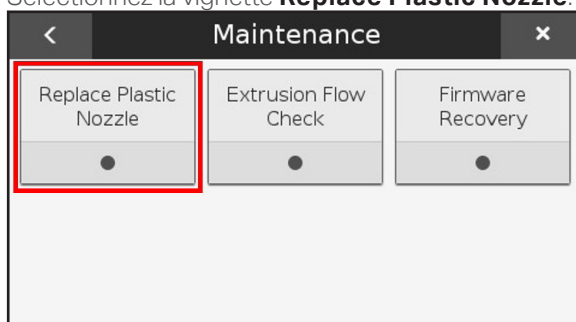 Sélectionnez la vignette Replace Plastic Nozzle.
< Maintenance ×
Replace Plastic
Nozzle
Extrusion Flow
Check
Firmware
Recovery